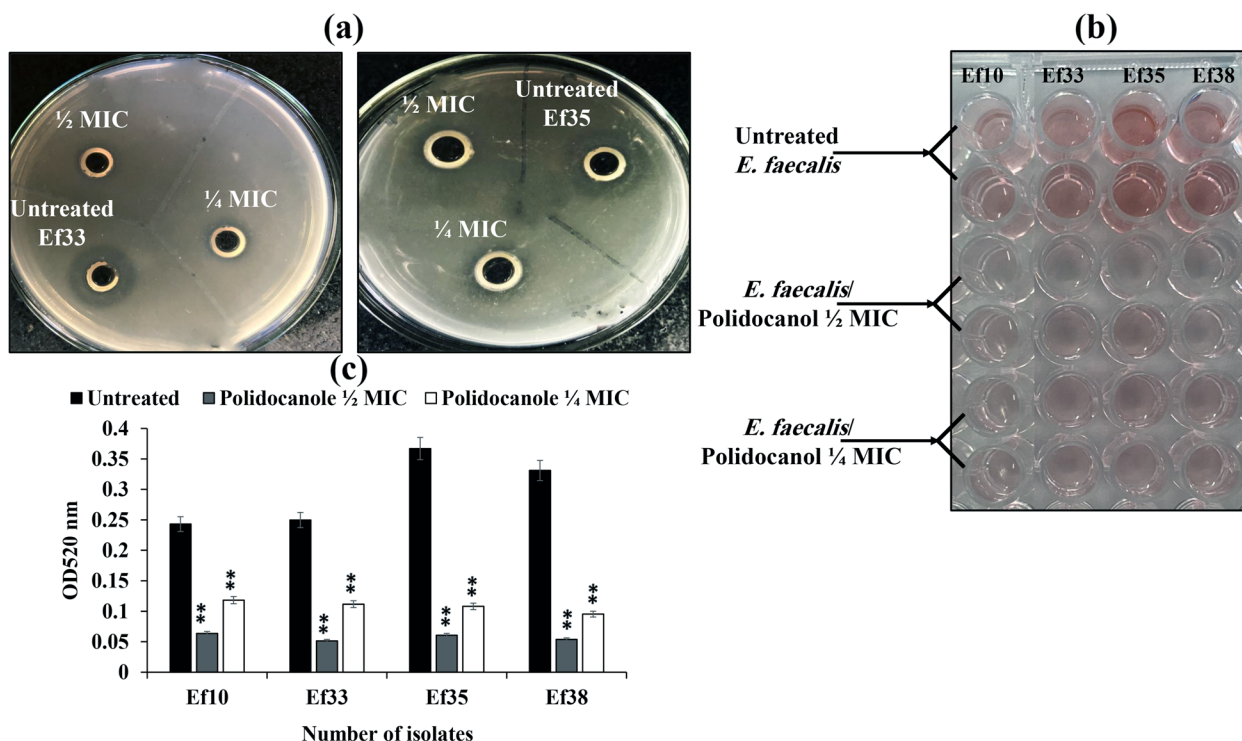 (a)
½ MIC
Untreated
Ef33
¼ MIC
½ MIC
Untreated
Ef35
¼ MIC
(b)
Ef10 Ef33 Ef35 Ef38
Untreated
E. faecalis
E. faecalis/
Polidocanol ½ MIC
E. faecalis/
Polidocanol ¼ MIC
(c)
Untreated Polidocanole ½ MIC Polidocanole ¼ MIC
OD520 nm
0.4
0.35
0.3
0.25
0.2
0.15
0.1
0.05
0
** ** ** ** ** ** ** **
Ef10 Ef33 Ef35 Ef38
Number of isolates